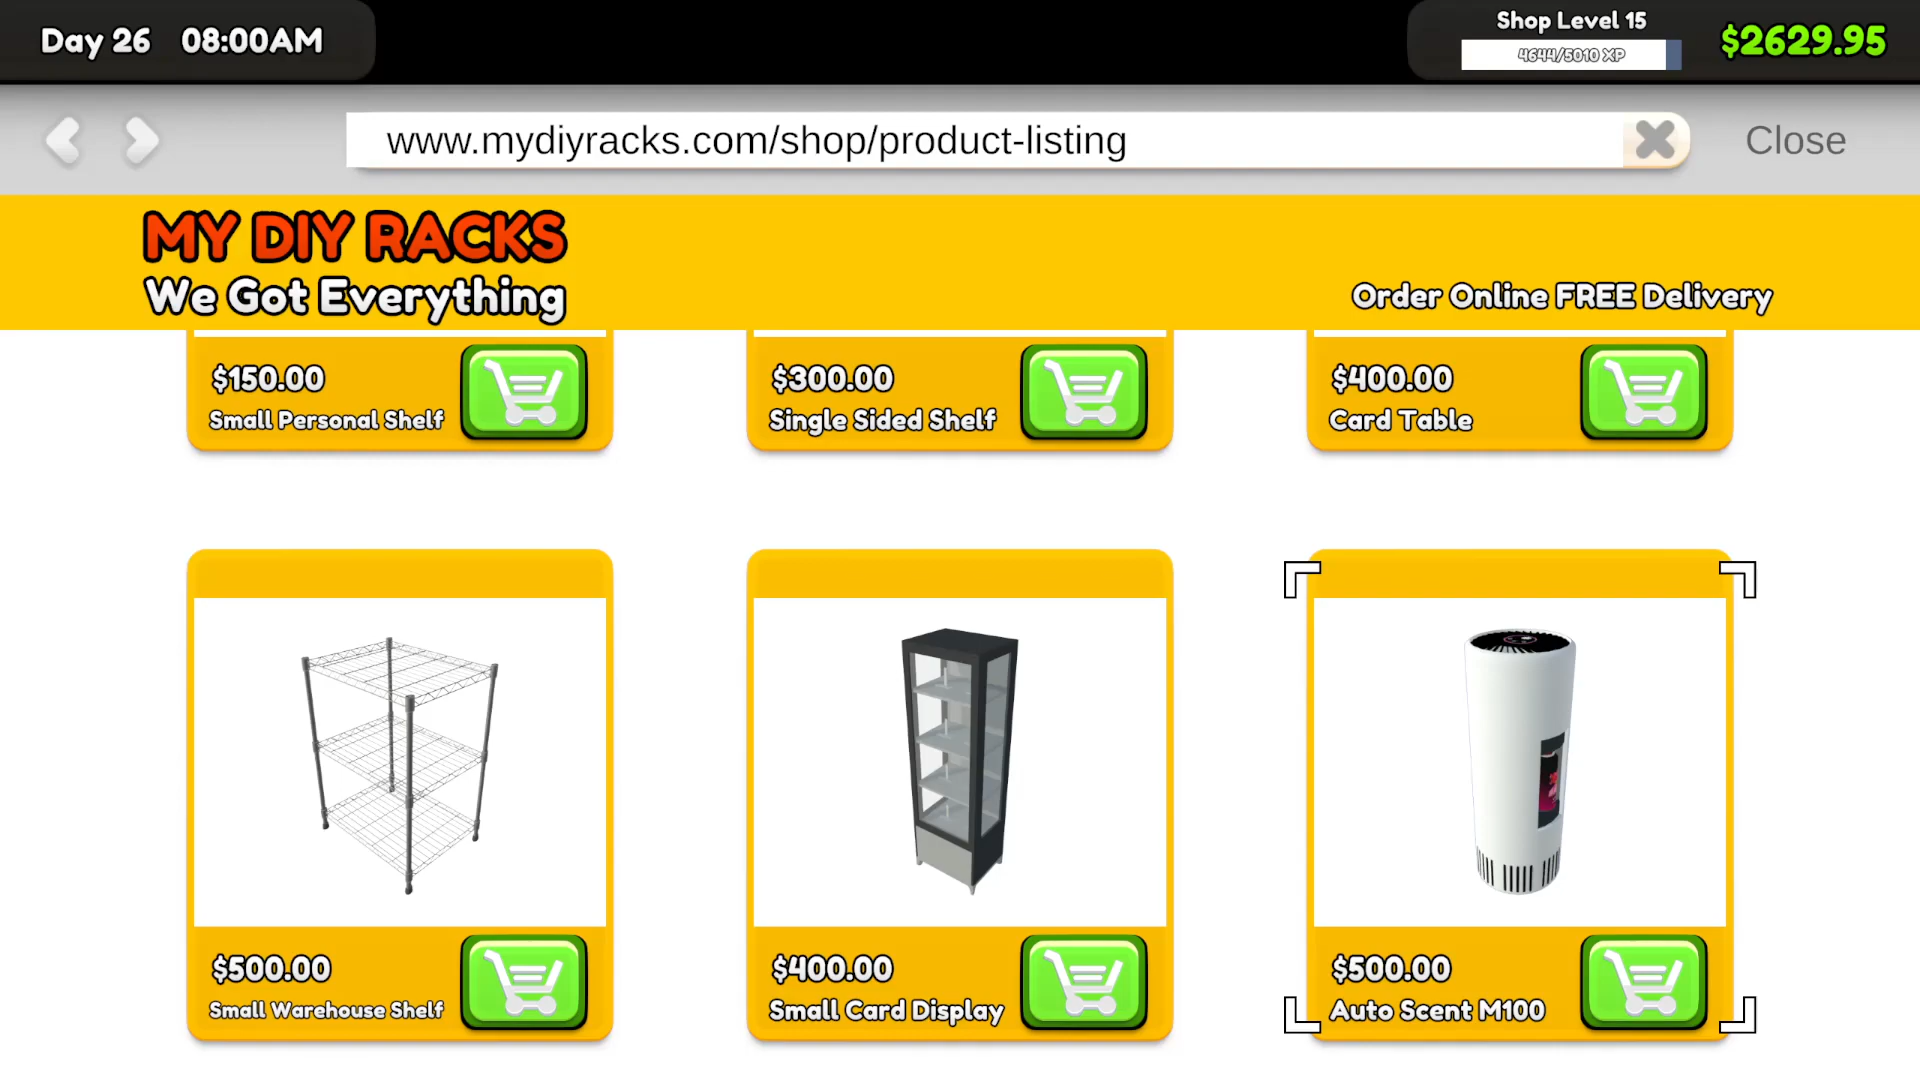 Day 26 08:00AM
Shop Level 15
4644/5010 XP
$2629.95
www.mydiyracks.com/shop/product-listing
Close
MY DIY RACKS
We Got Everything
Order Online FREE Delivery
$150.00
Small Personal Shelf
$300.00
Single Sided Shelf
$400.00
Card Table
$500.00
Small Warehouse Shelf
$400.00
Small Card Display
$500.00
Auto Scent M100